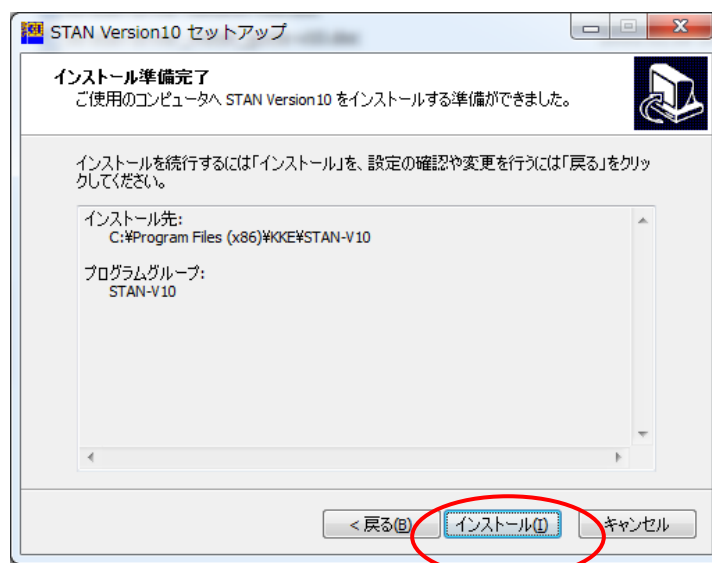 STAN Version10 セットアップ
インストール準備完了
ご使用のコンピュータへ STAN Version10 をインストールする準備ができました。
インストールを続行するには「インストール」を、設定の確認や変更を行うには「戻る」をクリッ
クしてください。
インストール先:
C:¥Program Files (x86)¥KKE¥STAN-V10
プログラムグループ:
STAN-V10
< 戻る(B)
インストール(I)
キャンセル